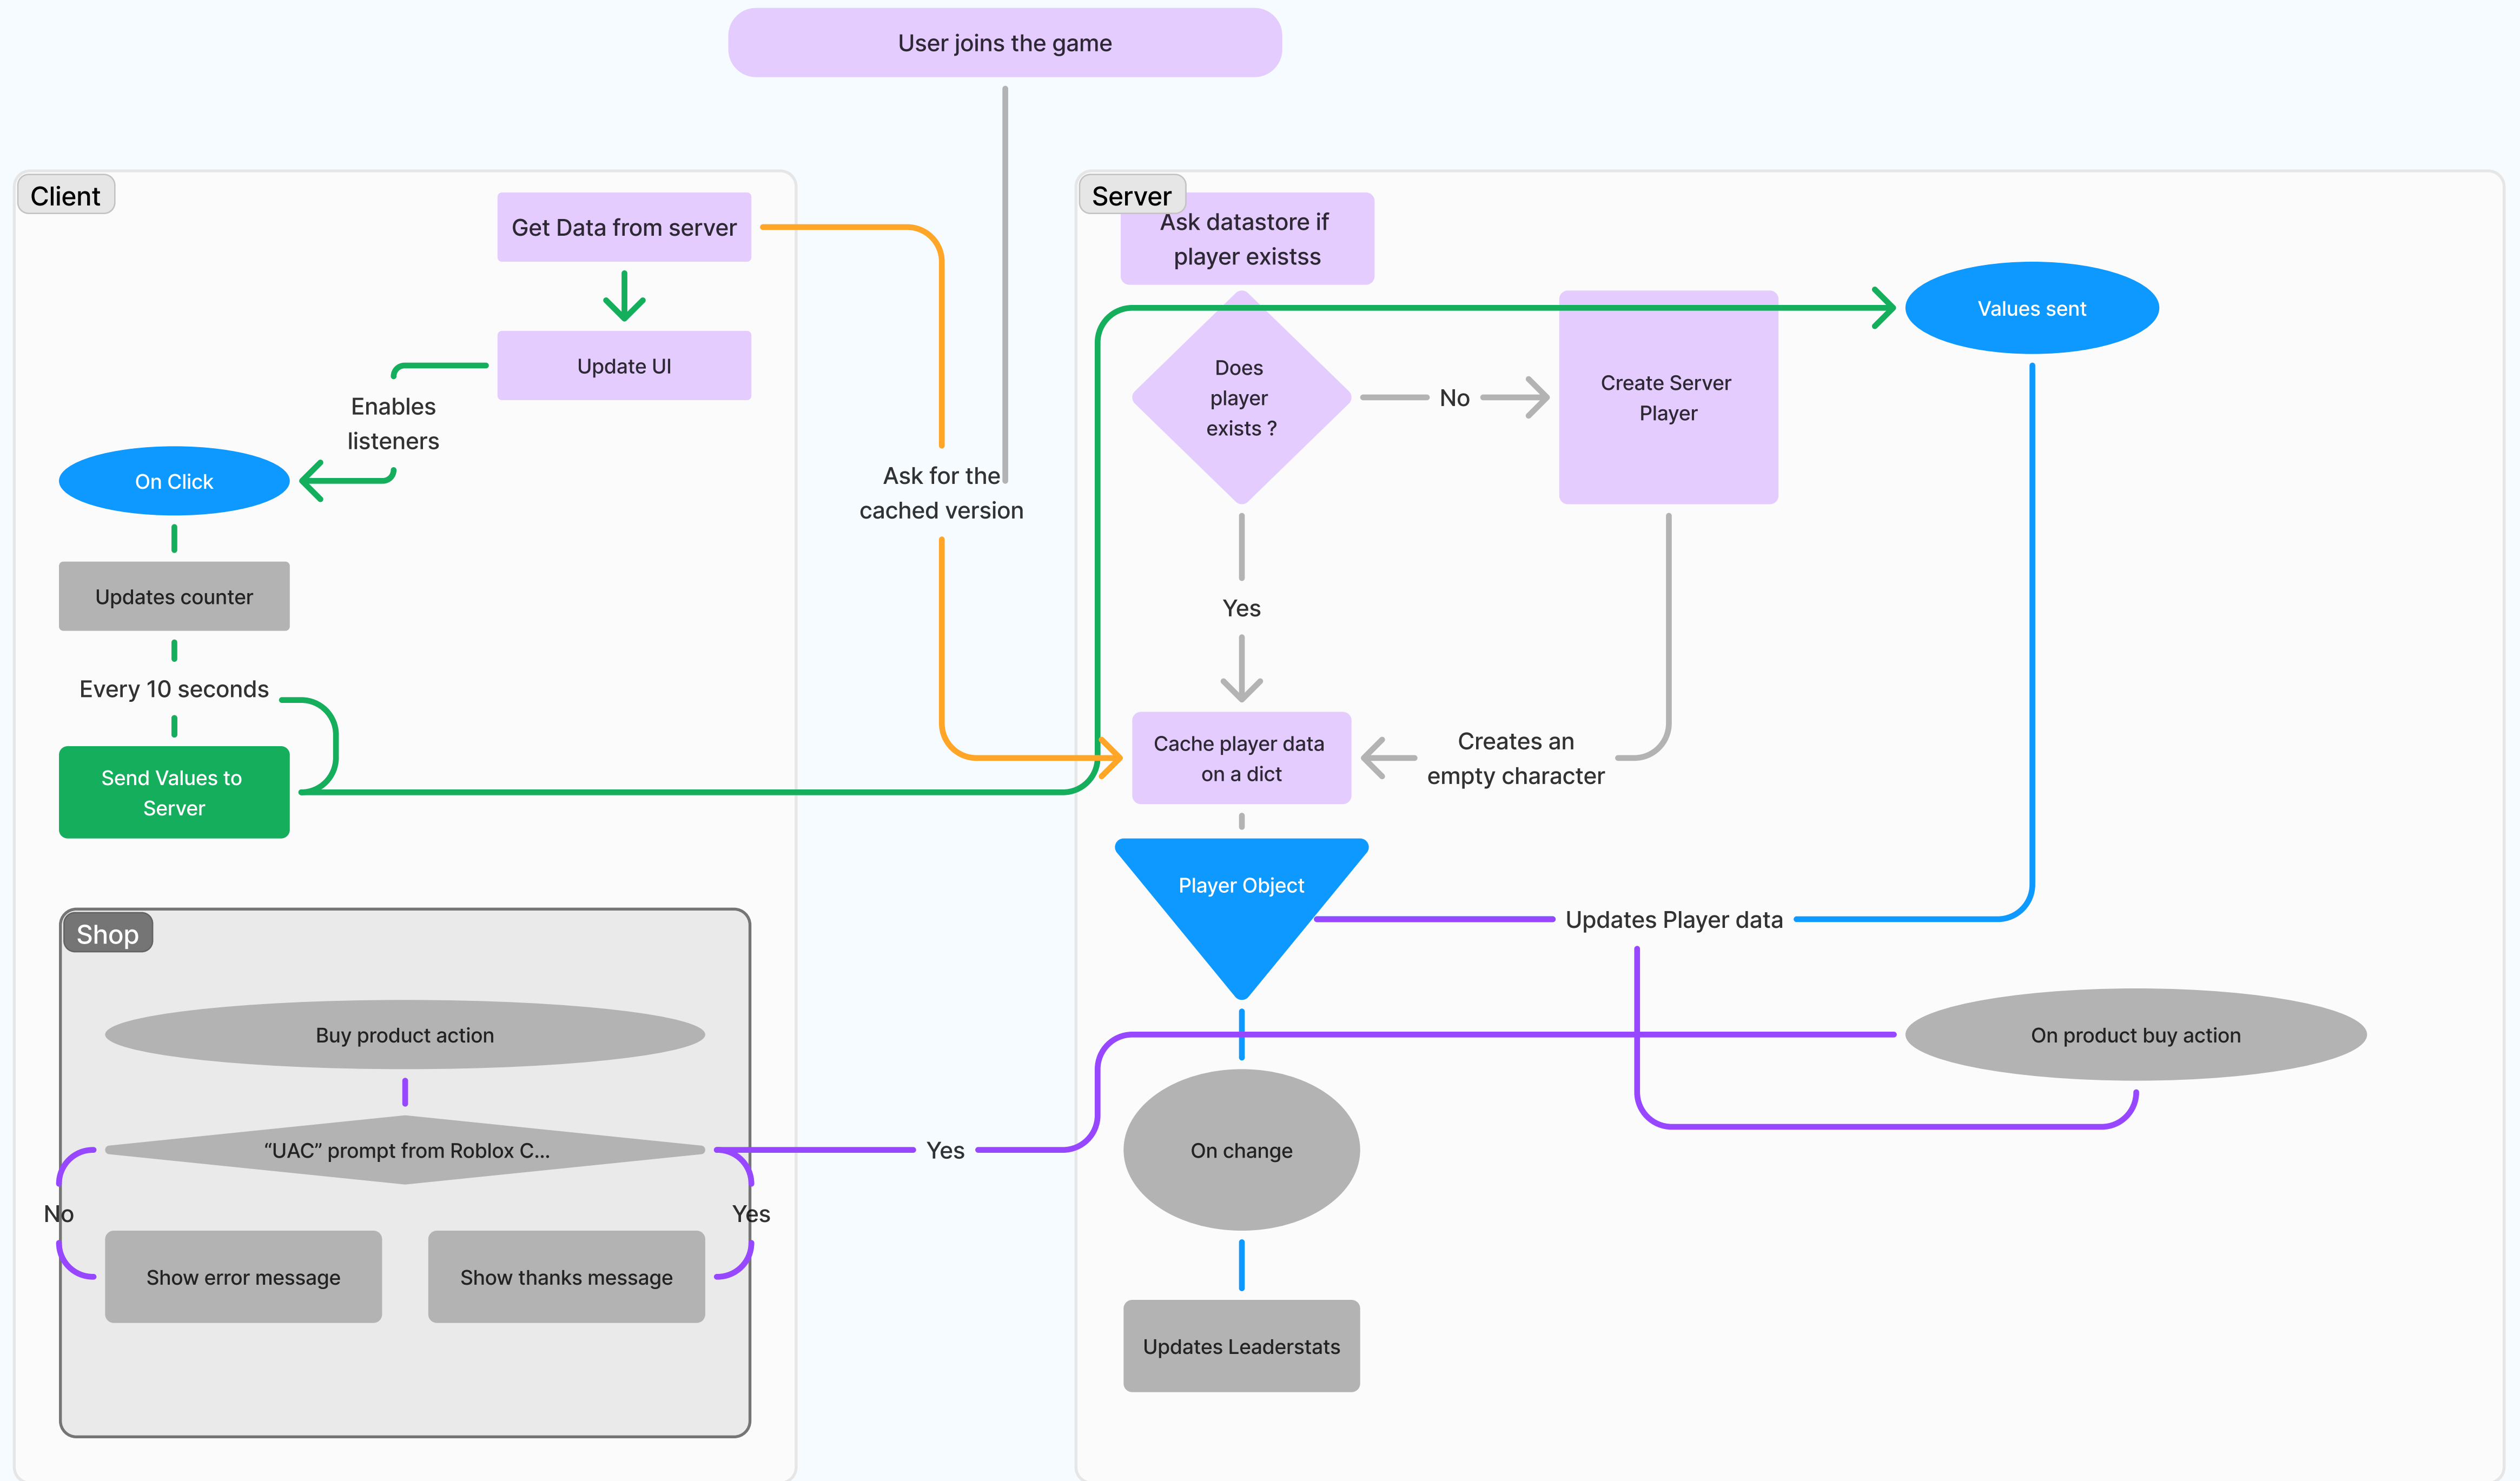 User joins the game
Client
Get Data from server
Update UI
Enables
listeners
On Click
Updates counter
Every 10 seconds
Send Values to
Server
Ask for the
cached version
Server
Ask datastore if
player existss
Does
player
exists ?
No
Create Server
Player
Values sent
Yes
Cache player data
on a dict
Creates an
empty character
Player Object
Updates Player data
On product buy action
On change
Updates Leaderstats
Shop
Buy product action
“UAC” prompt from Roblox C...
Yes
No
Yes
Show error message
Show thanks message